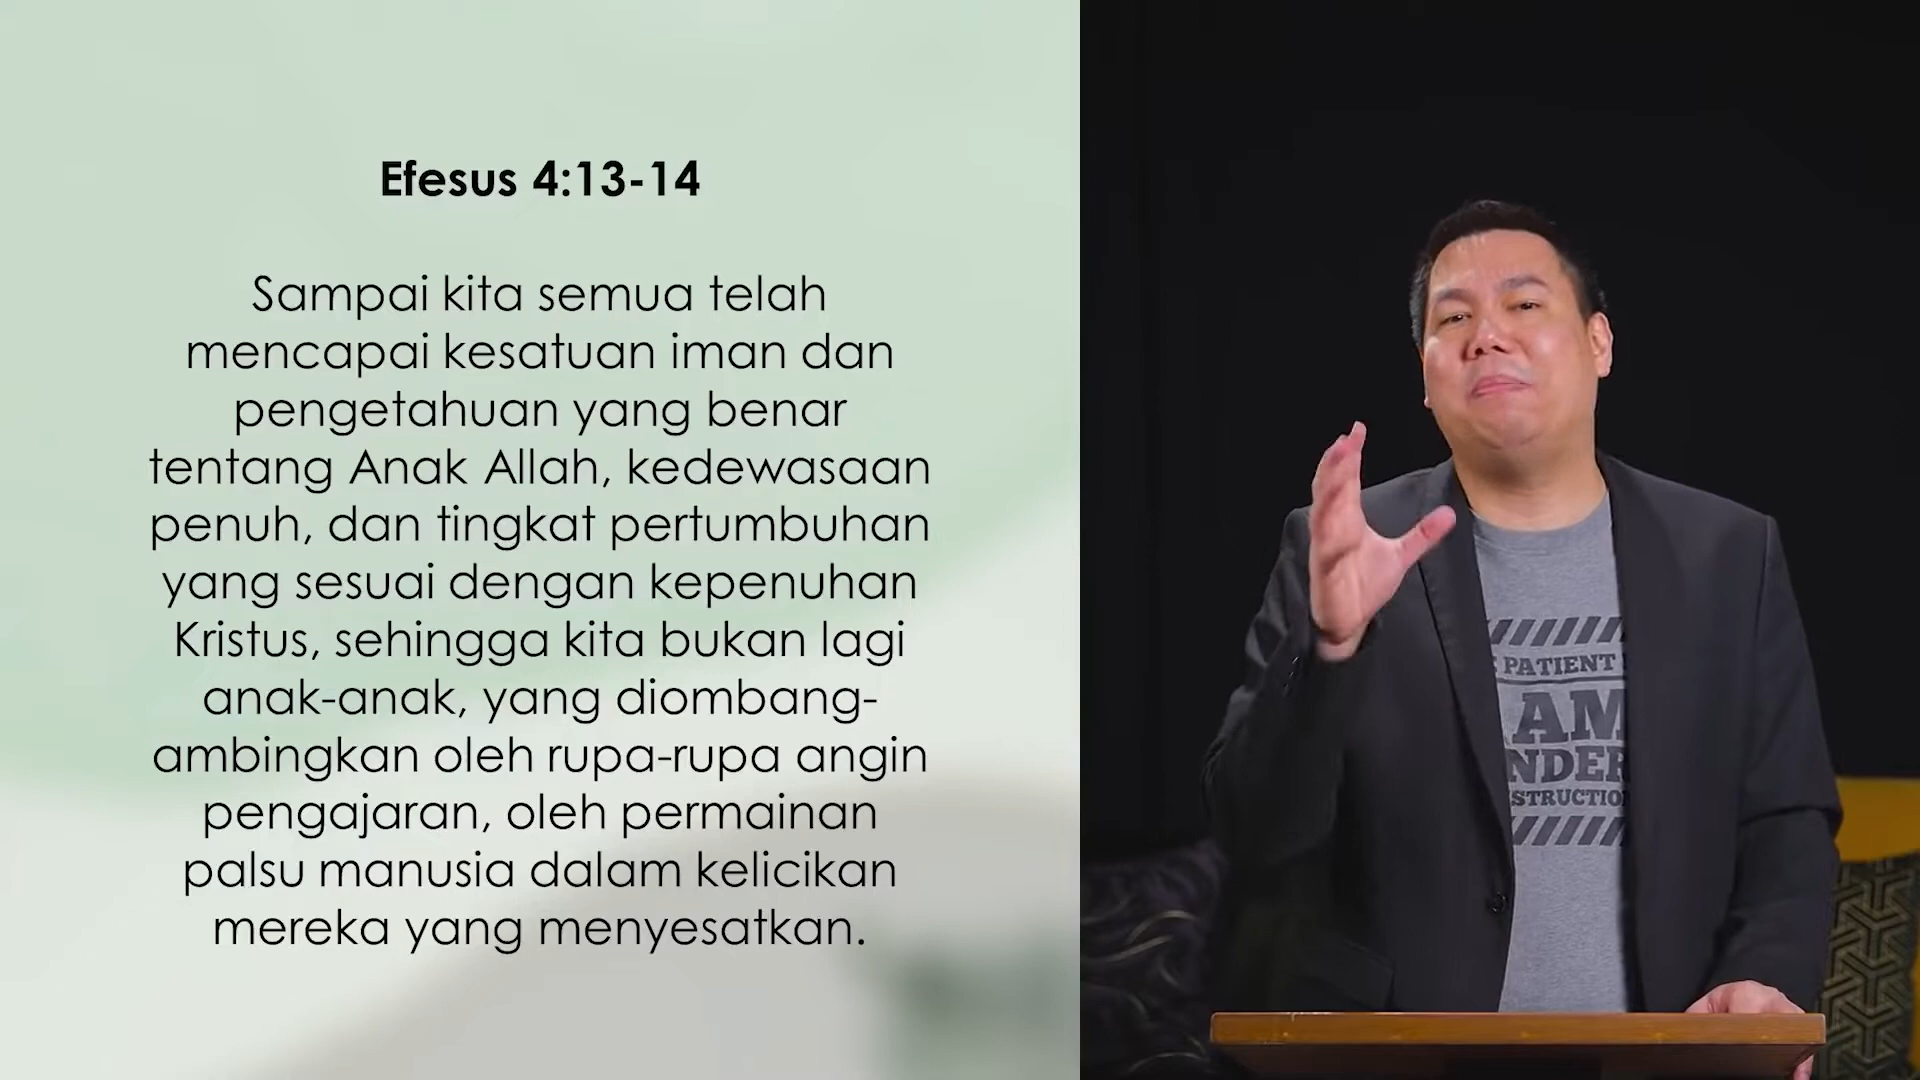 Efesus 4:13-14
Sampai kita semua telah
mencapai kesatuan iman dan
pengetahuan yang benar
tentang Anak Allah, kedewasaan
penuh, dan tingkat pertumbuhan
yang sesuai dengan kepenuhan
Kristus, sehingga kita bukan lagi
anak-anak, yang diombang-
ambingkan oleh rupa-rupa angin
pengajaran, oleh permainan
palsu manusia dalam kelicikan
mereka yang menyesatkan.
PATIENT
AM
NDER
STRUCTION